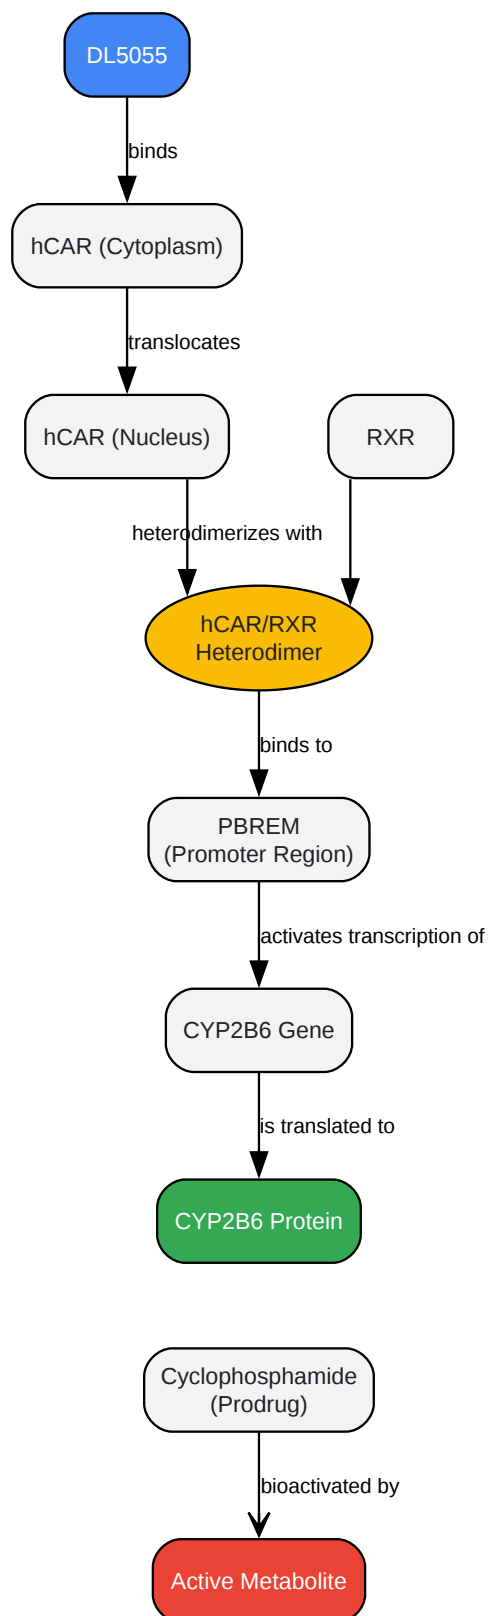 DL5055
binds
hCAR (Cytoplasm)
translocates
hCAR (Nucleus)
RXR
heterodimerizes with
hCAR/RXR
Heterodimer
binds to
PBREM
(Promoter Region)
activates transcription of
CYP2B6 Gene
is translated to
CYP2B6 Protein
Cyclophosphamide
(Prodrug)
bioactivated by
Active Metabolite